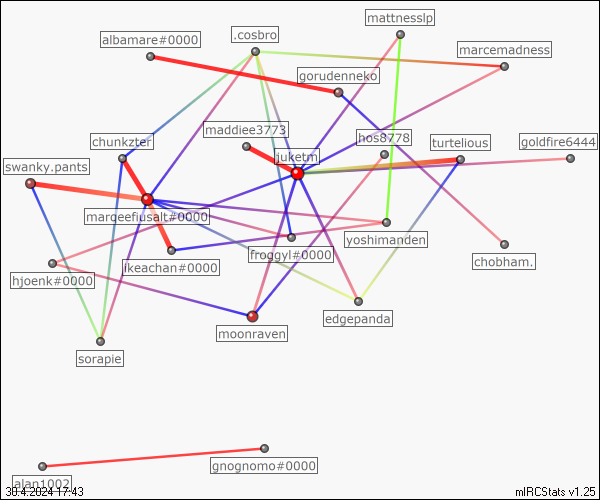 mattnesslp
albamare#0000
.cosbro
marcemadness
gorudenneko
maddiee3773
chunkzter
hos8778
turtelious
goldfire6444
juketm
swanky.pants
margeefiusalt#0000
yoshimanden
froggyl#0000
chobham.
ikeachan#0000
hjoenk#0000
edgepanda
moonraven
sorapie
gnognomo#0000
alan1002
30.4.2024 17:43
mIRCStats v1.25